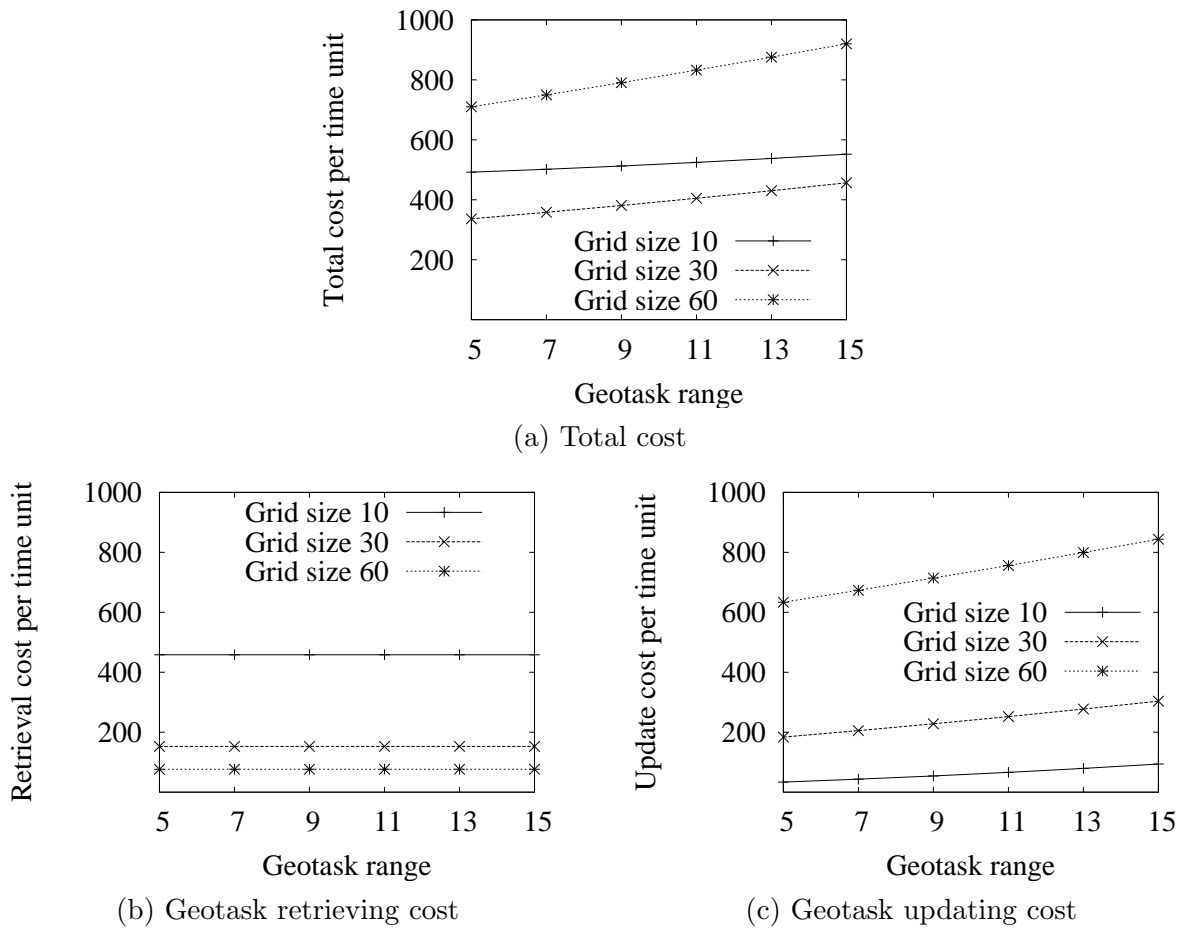 1000
800
600
400
200
Total cost per time unit
Grid size 10
Grid size 30
Grid size 60
5 7 9 11 13 15
Geotask range
(a) Total cost
1000
800
600
400
200
Retrieval cost per time unit
Grid size 10
Grid size 30
Grid size 60
5 7 9 11 13 15
Geotask range
(b) Geotask retrieving cost
1000
800
600
400
200
Update cost per time unit
Grid size 10
Grid size 30
Grid size 60
5 7 9 11 13 15
Geotask range
(c) Geotask updating cost